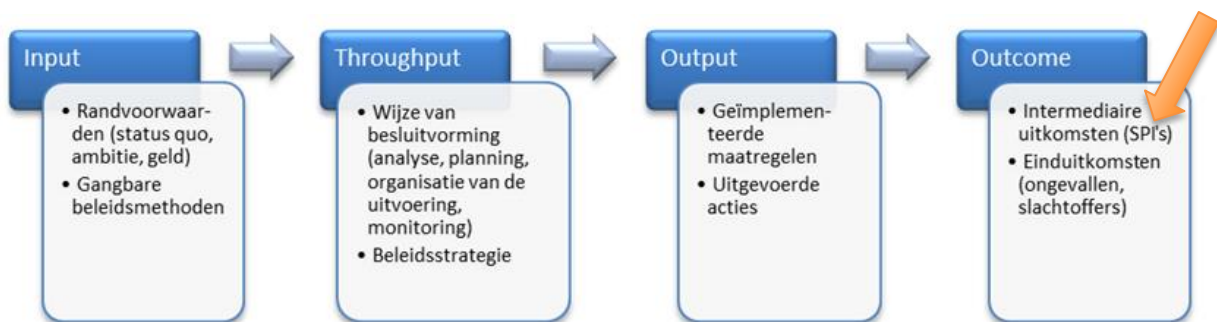 Input
• Randvoorwaar-
den (status quo,
ambitie, geld)
• Gangbare
beleidsmethoden
Throughput
• Wijze van
besluitvorming
(analyse, planning,
organisatie van de
uitvoering,
monitoring)
• Beleidsstrategie
Output
• Geïmplemen-
teerde
maatregelen
• Uitgevoerde
acties
Outcome
• Intermediaire
uitkomsten (SPI's)
• Einduitkomsten
(ongevallen,
slachtoffers)